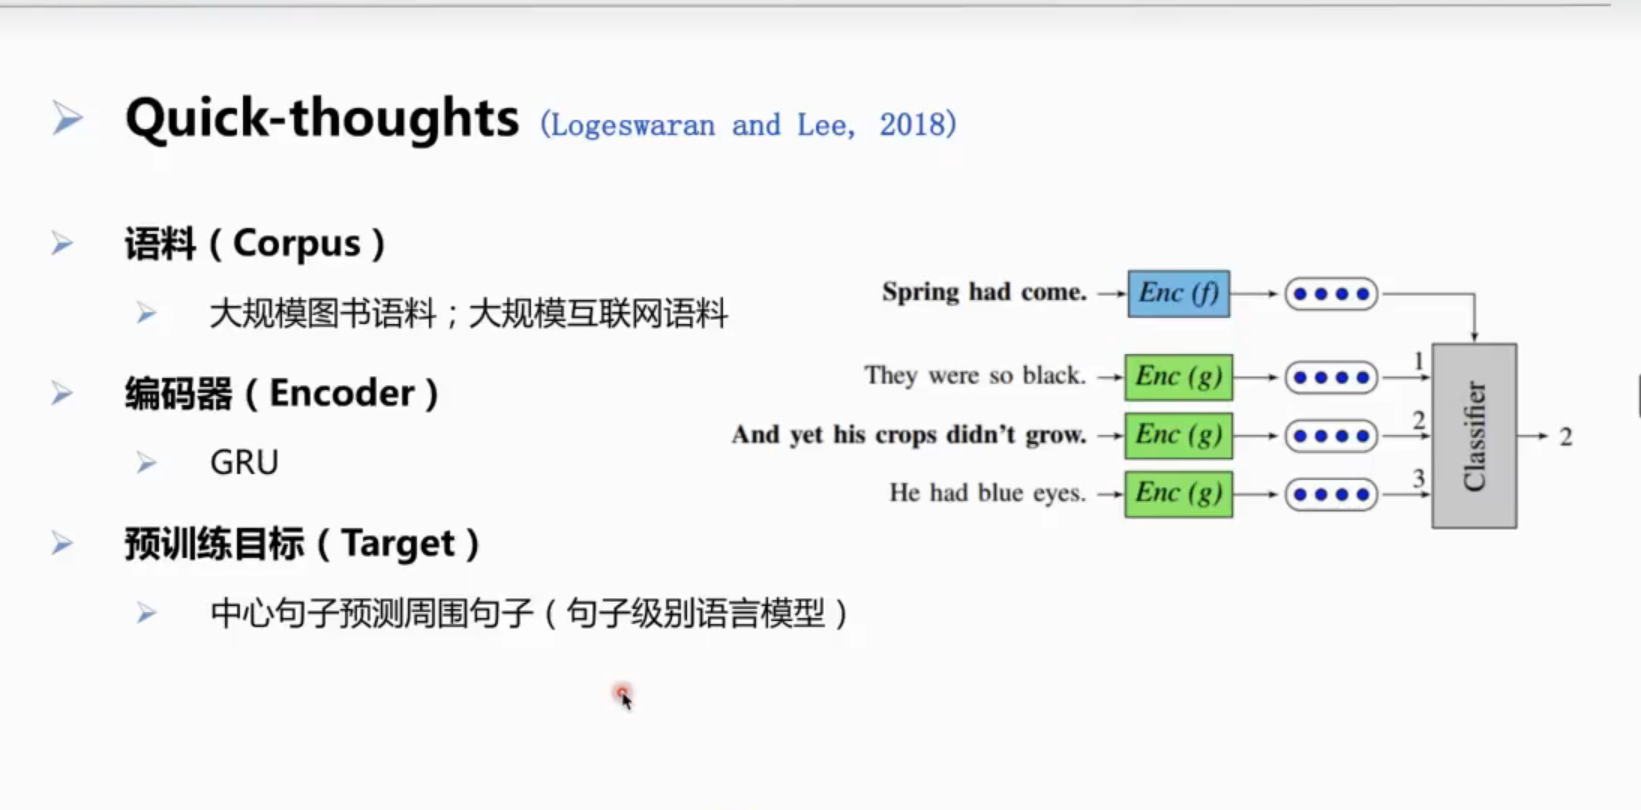 Quick-thoughts (Logeswaran and Lee, 2018)
语料（Corpus）
大规模图书语料；大规模互联网语料
编码器（Encoder）
GRU
预训练目标（Target）
中心句子预测周围句子（句子级别语言模型）
Spring had come. Enc (f)
They were so black. Enc (g) 1
And yet his crops didn't grow. Enc (g) 2
He had blue eyes. Enc (g) 3
Classifier
2